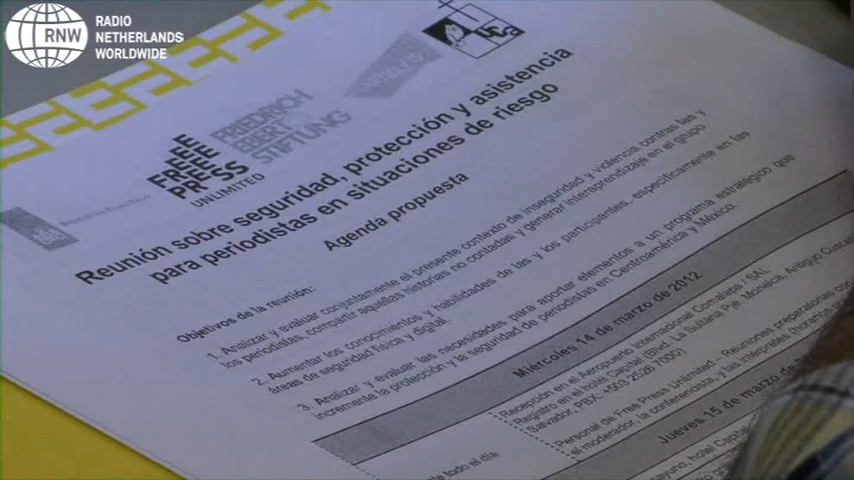 RNW
RADIO
NETHERLANDS
WORLDWIDE
FREE
PRESS
UNLIMITED
FRIEDRICH
EBERT
STIFTUNG
UCA
Reunión sobre seguridad, protección y asistencia
para periodistas en situaciones de riesgo
Agenda propuesta
Objetivos de la reunión:
1. Analizar y evaluar conjuntamente el presente contexto de inseguridad y violencia contra las y
los periodistas, compartir aquellas historias no contadas y generar interaprendizaje en el grupo.
2. Aumentar los conocimientos y habilidades de las y los participantes, específicamente en las
áreas de seguridad física y digital.
3. Analizar y evaluar las necesidades para aportar elementos a un programa estratégico que
incremente la protección y la seguridad de periodistas en Centroamérica y México.
Miércoles 14 de marzo de 2012
Recepción en el Aeropuerto Internacional Comalapa / SAL
Registro en el hotel Capital (Blvd. La Sultana Pje. Monelca, Antiguo Cuscat
Salvador, PBX: +503 2526 7000)
Personal de Free Press Unlimited - Reuniones preparatorias con
el moderador, la conferencista, y las intérpretes (horarios
todo el día
Jueves 15 de marzo de